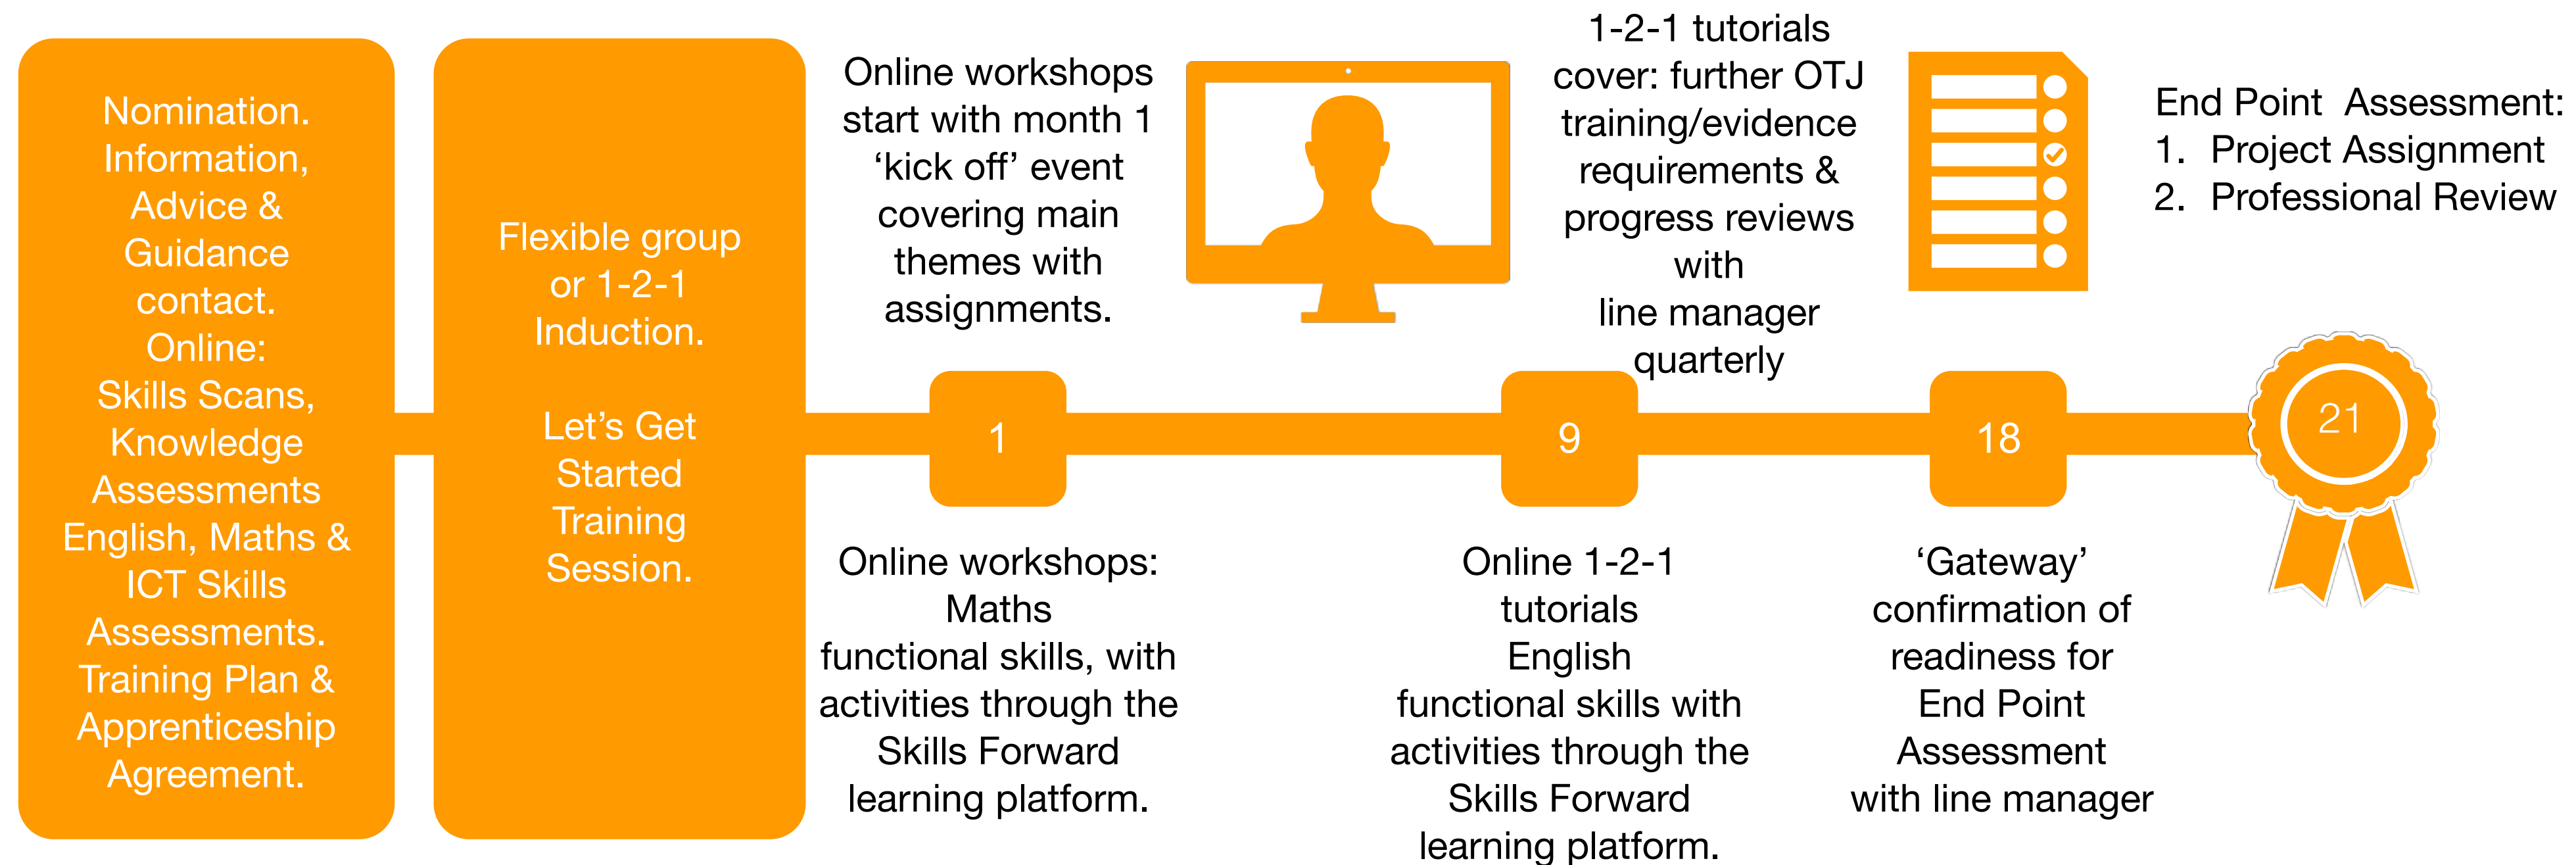 Nomination.
Information,
Advice &
Guidance
contact.
Online:
Skills Scans,
Knowledge
Assessments
English, Maths &
ICT Skills
Assessments.
Training Plan &
Apprenticeship
Agreement.
Flexible group
or 1-2-1
Induction.
Let’s Get
Started
Training
Session.
Online workshops
start with month 1
‘kick off’ event
covering main
themes with
assignments.
1
Online workshops:
Maths
functional skills, with
activities through the
Skills Forward
learning platform.
1-2-1 tutorials
cover: further OTJ
training/evidence
requirements &
progress reviews
with
line manager
quarterly
9
Online 1-2-1
tutorials
English
functional skills with
activities through the
Skills Forward
learning platform.
18
‘Gateway’
confirmation of
readiness for
End Point
Assessment
with line manager
End Point Assessment:
1. Project Assignment
2. Professional Review
21